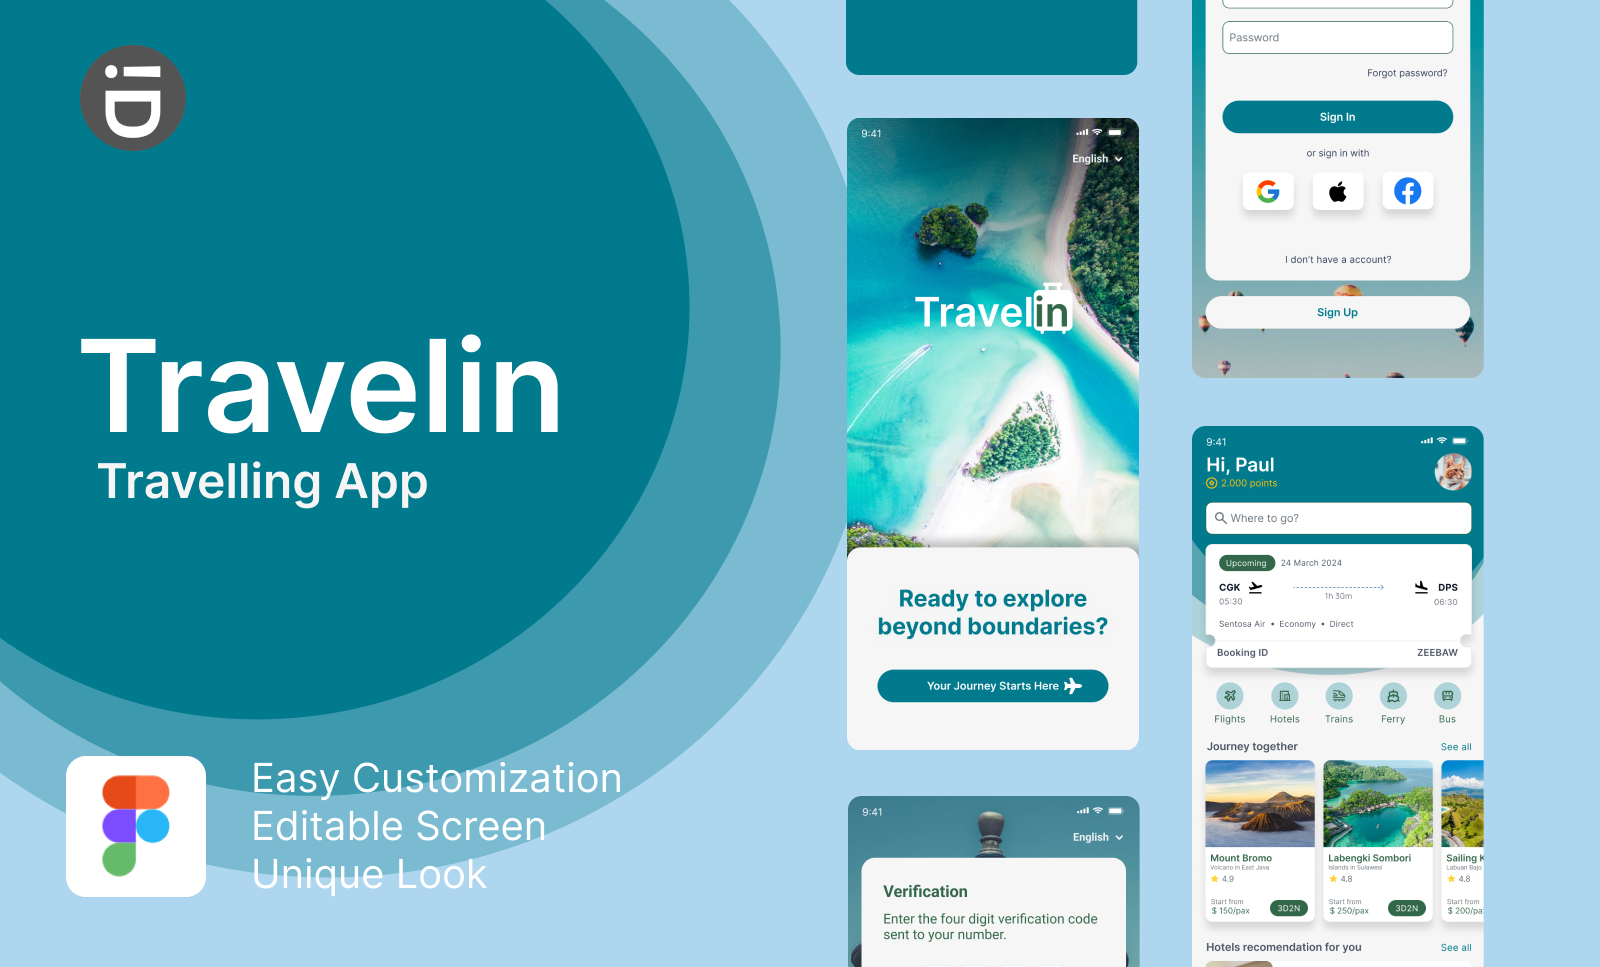 iD
Travelin
Travelling App
Easy Customization
Editable Screen
Unique Look
9:41
English
Travelin
Ready to explore
beyond boundaries?
Your Journey Starts Here
9:41
English
Verification
Enter the four digit verification code
sent to your number.
Password
Forgot password?
Sign In
or sign in with
I don't have a account?
Sign Up
9:41
Hi, Paul
2.000 points
Where to go?
Upcoming 24 March 2024
CGK DPS
05:30 1h 30m 06:30
Sentosa Air • Economy • Direct
Booking ID ZEEBAW
Flights Hotels Trains Ferry Bus
Journey together See all
Mount Bromo Labengki Sombori Sailing K
Volcano in East Java Islands in Sulawesi Labuan Bajo
4.9 4.8 4.8
Start from Start from Start from
$ 150/pax 3D2N $ 250/pax 3D2N $ 200/pa
Hotels recomendation for you See all